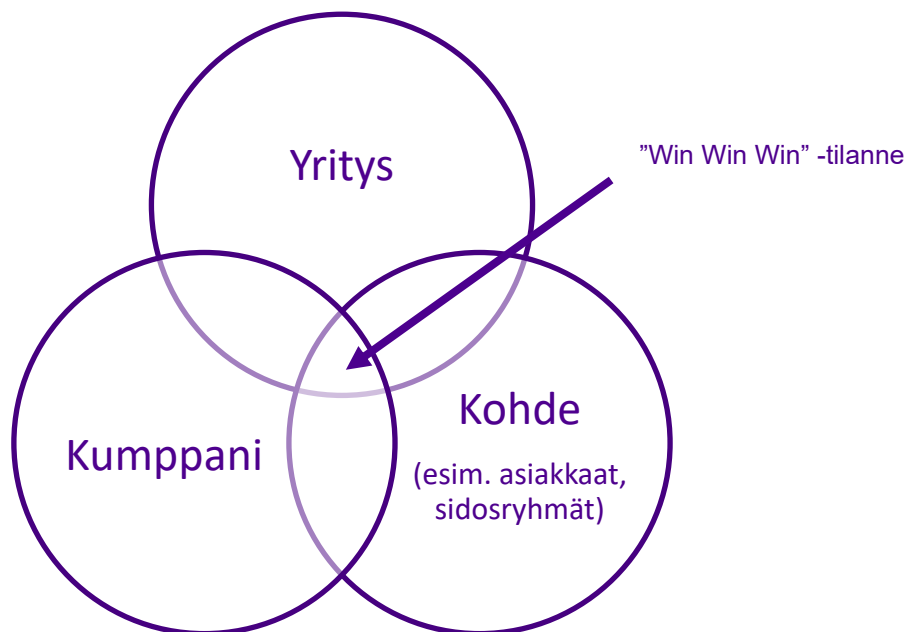 Yritys
”Win Win Win” -tilanne
Kumppani
Kohde
(esim. asiakkaat,
sidosryhmät)